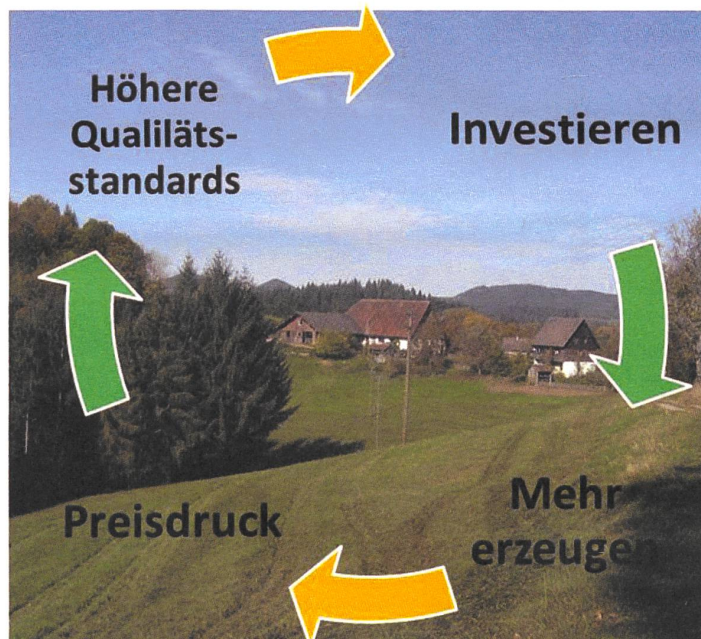 Höhere
Qualiläts-
standards
Investieren
Mehr
erzeugen
Preisdruck